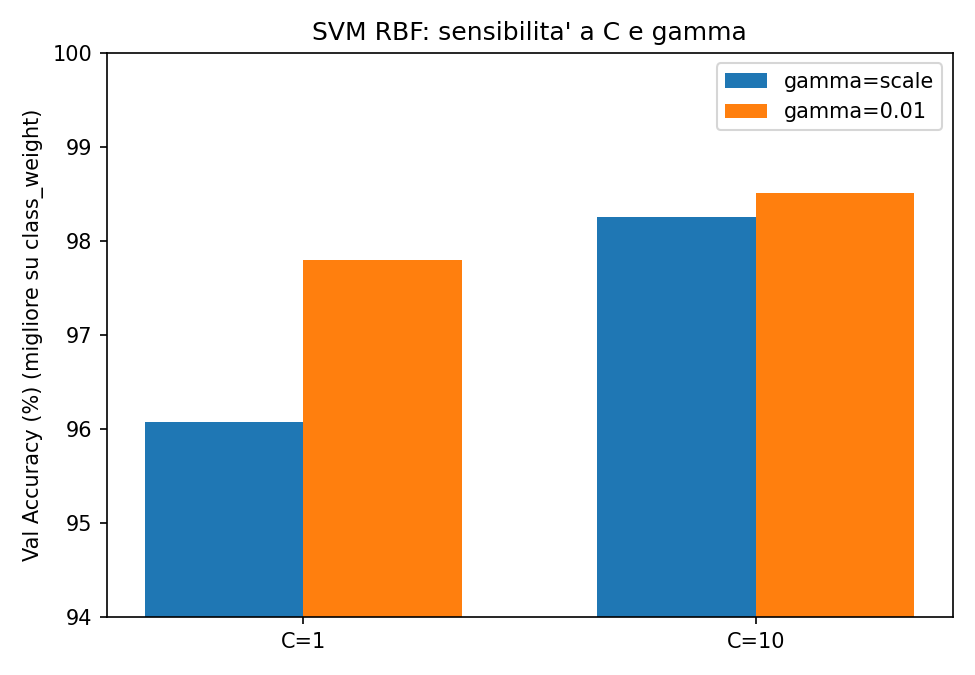 SVM RBF: sensibilita' a C e gamma
gamma=scale
gamma=0.01
Val Accuracy (%) (migliore su class_weight)
100
99
98
97
96
95
94
C=1
C=10